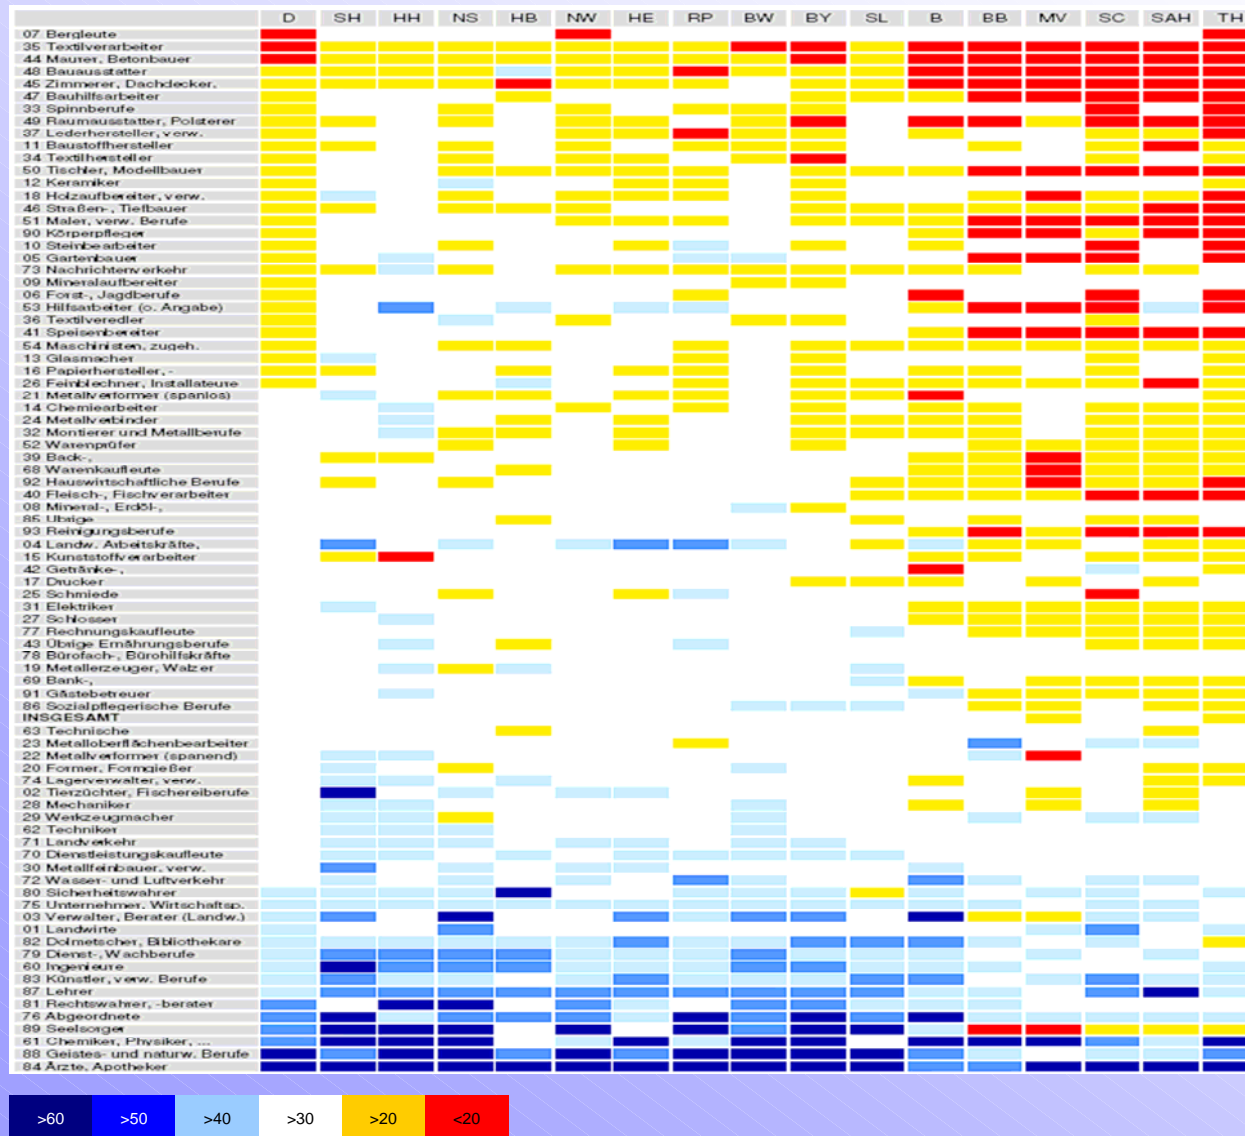 D SH HH NS HB NW HE RP BW BY SL B BB MV SC SAH TH
07 Bergleute
35 Textilverarbeiter
44 Maurer, Betonbauer
48 Bauausstatter
45 Zimmerer, Dachdecker,
47 Bauhilfsarbeiter
33 Spinnberufe
49 Raumausstatter, Polsterer
37 Lederhersteller, verw.
11 Baustoffhersteller
34 Textilhersteller
50 Tischler, Modellbauer
12 Keramiker
18 Holzaufbereiter, verw.
46 Straßen-, Tiefbauer
51 Maler, verw. Berufe
90 Körperpfleger
10 Steinbearbeiter
05 Gartenbauer
73 Nachrichtenverkehr
09 Mineralaufbereiter
06 Forst-, Jagdberufe
53 Hilfsarbeiter (o. Angabe)
36 Textilveredler
41 Speisenbereiter
54 Maschinisten, zugeh.
13 Glasmacher
16 Papierhersteller, -
26 Feinblechner, Installateure
21 Metallverformer (spanlos)
14 Chemiearbeiter
24 Metallverbinder
32 Montierer und Metallberufe
52 Warenprüfer
39 Back-,
68 Warenkaufleute
92 Hauswirtschaftliche Berufe
40 Fleisch-, Fischverarbeiter
08 Mineral-, Erdöl-,
85 Übrige
93 Reinigungsberufe
04 Landw. Arbeitskräfte,
15 Kunststoffverarbeiter
42 Getränke-,
17 Drucker
25 Schmiede
31 Elektriker
27 Schlosser
77 Rechnungskaufleute
43 Übrige Ernährungsberufe
78 Bürofach-, Bürohilfskräfte
19 Metallerzeuger, Walzer
69 Bank-,
91 Gästebetreuer
86 Sozialpflegerische Berufe
INSGESAMT
63 Technische
23 Metalloberflächenbearbeiter
22 Metallverformer (spanend)
20 Former, Formgießer
74 Lagerverwalter, verw.
02 Tierzüchter, Fischereiberufe
28 Mechaniker
29 Werkzeugmacher
62 Techniker
71 Landverkehr
70 Dienstleistungskaufleute
30 Metallfeinbauer, verw.
72 Wasser- und Luftverkehr
80 Sicherheitswahrer
75 Unternehmer, Wirtschaftsp.
03 Verwalter, Berater (Landw.)
01 Landwirte
82 Dolmetscher, Bibliothekare
79 Dienst-, Wachberufe
60 Ingenieure
83 Künstler, verw. Berufe
87 Lehrer
81 Rechtswahrer, -berater
76 Abgeordnete
89 Seelsorger
61 Chemiker, Physiker, ...
88 Geistes- und naturw. Berufe
84 Ärzte, Apotheker
>60 >50 >40 >30 >20 <20